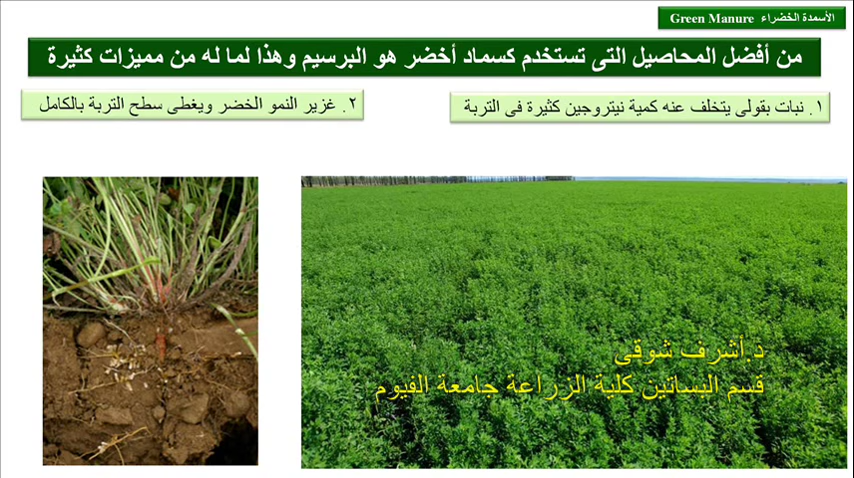 الأسمدة الخضراء Green Manure
من أفضل المحاصيل التى تستخدم كسماد أخضر هو البرسيم وهذا لما له من مميزات كثيرة
١. نبات بقولى يتخلف عنه كمية نيتروجين كثيرة فى التربة
٢. غزير النمو الخضر ويغطى سطح التربة بالكامل
د.أشرف شوقى
قسم البساتين كلية الزراعة جامعة الفيوم